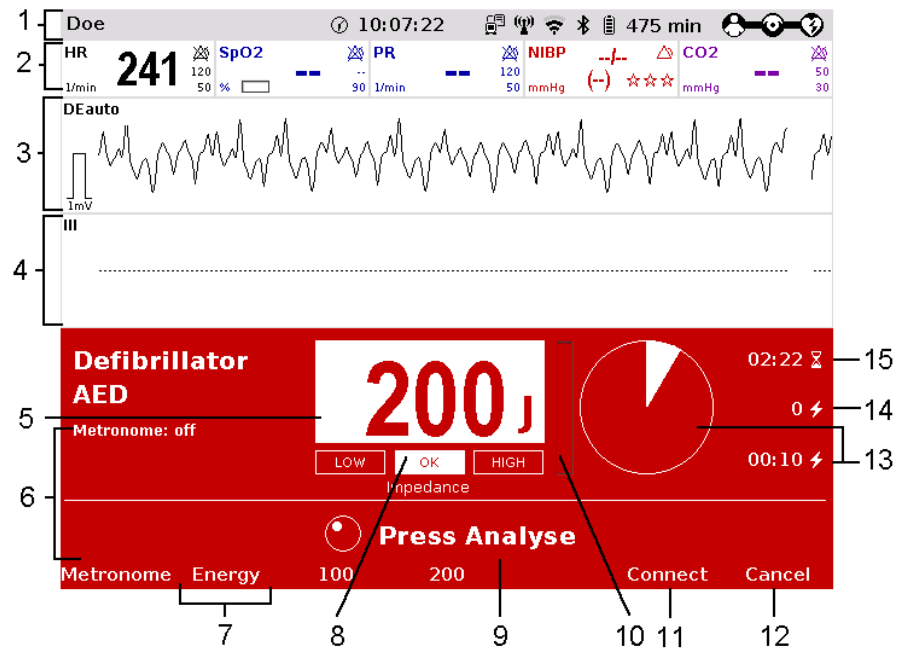 1 Doe 10:07:22 475 min
2 HR 241 120 50 1/min SpO2 -- -- 90 % PR -- 120 50 1/min NIBP --/-- (--) ☆☆☆ mmHg CO2 -- 50 30 mmHg
DEauto
3
1mV
III
4
Defibrillator
AED
200 J
02:22 15
5
0 14
Metronome: off
LOW OK HIGH
00:10 13
Impedance
6
Press Analyse
Metronome Energy 100 200 Connect Cancel
7 8 9 10 11 12